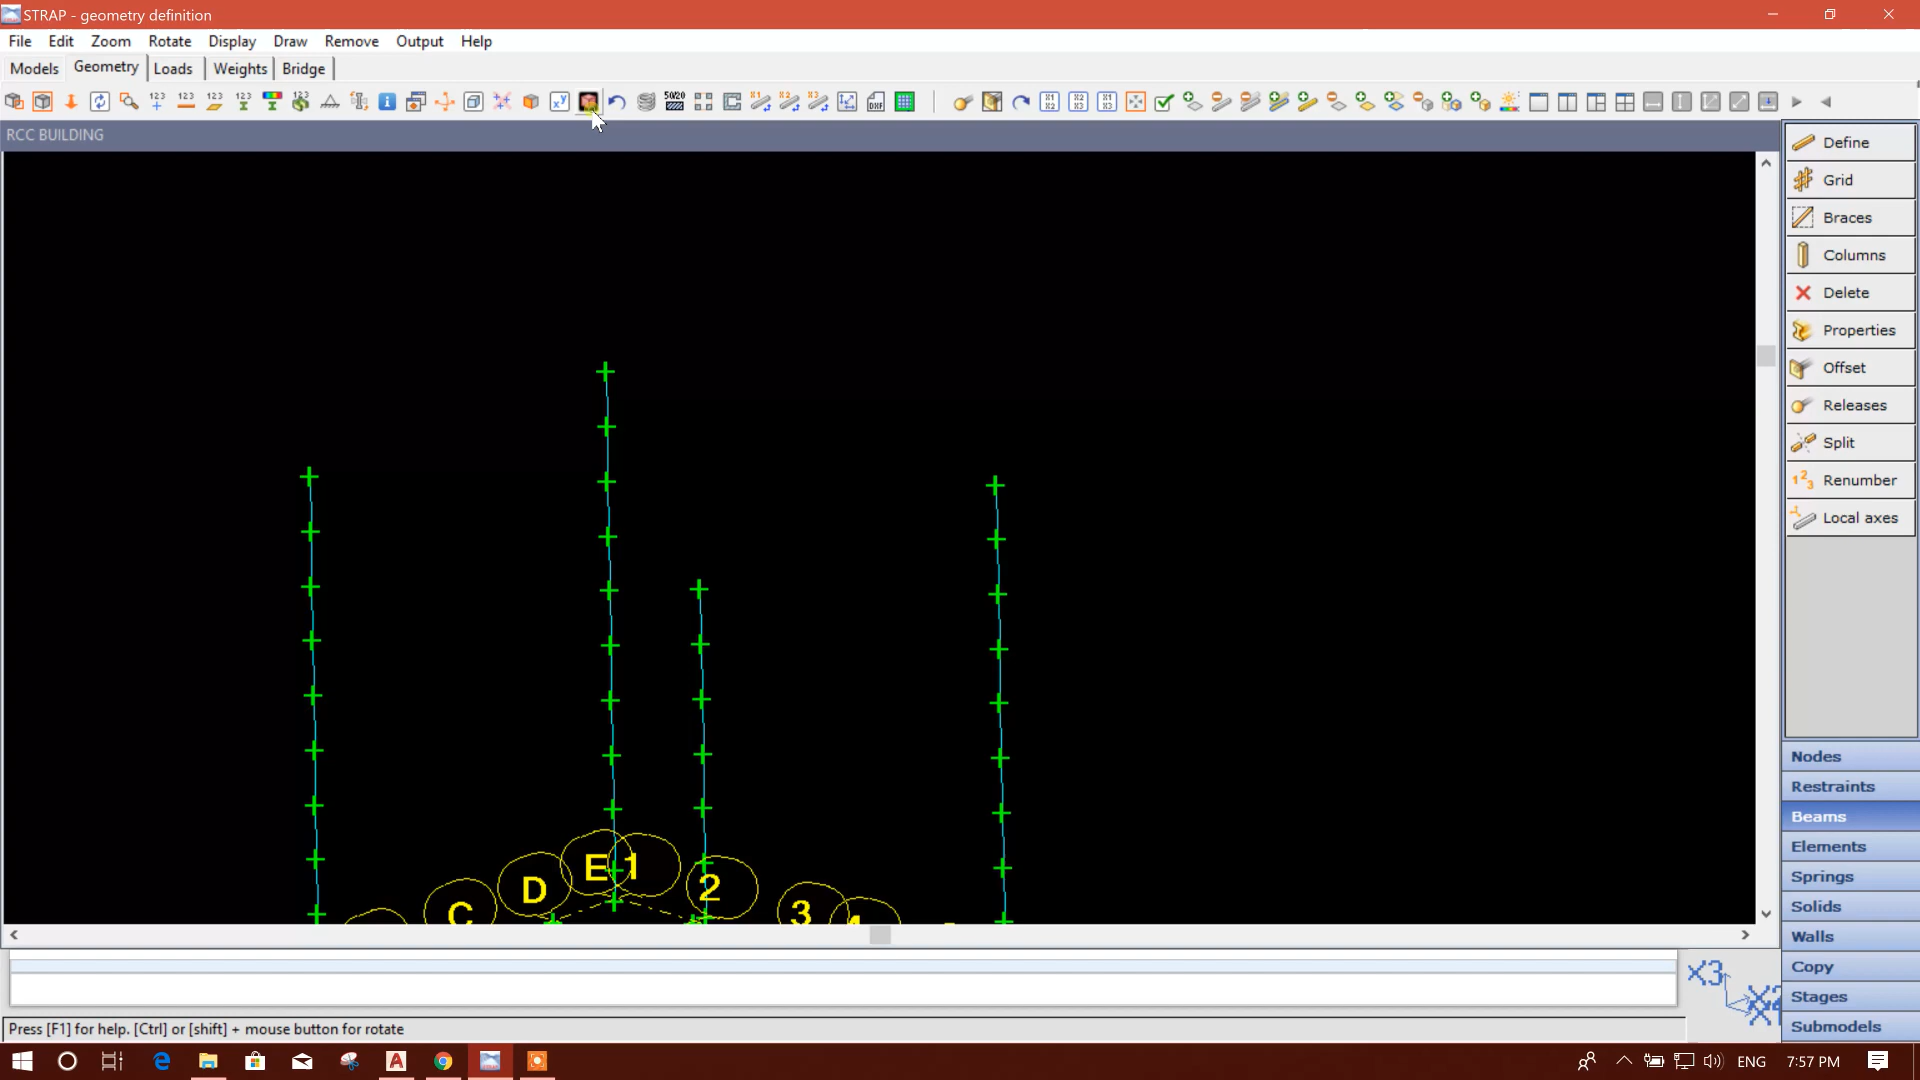 STRAP - geometry definition
File Edit Zoom Rotate Display Draw Remove Output Help
Models Geometry Loads Weights Bridge
RCC BUILDING
Define
Grid
Braces
Columns
Delete
Properties
Offset
Releases
Split
Renumber
Local axes
Nodes
Restraints
Beams
Elements
Springs
Solids
Walls
Copy
Stages
Submodels
E 1
D 2
C 3
X3
Press [F1] for help. [Ctrl] or [shift] + mouse button for rotate
ENG 7:57 PM